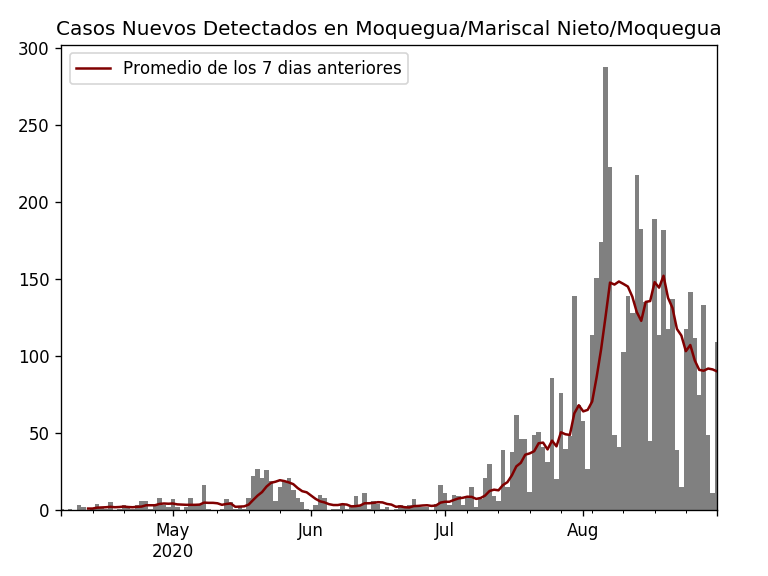 Casos Nuevos Detectados en Moquegua/Mariscal Nieto/Moquegua
Promedio de los 7 dias anteriores
300
250
200
150
100
50
0
May
2020
Jun
Jul
Aug